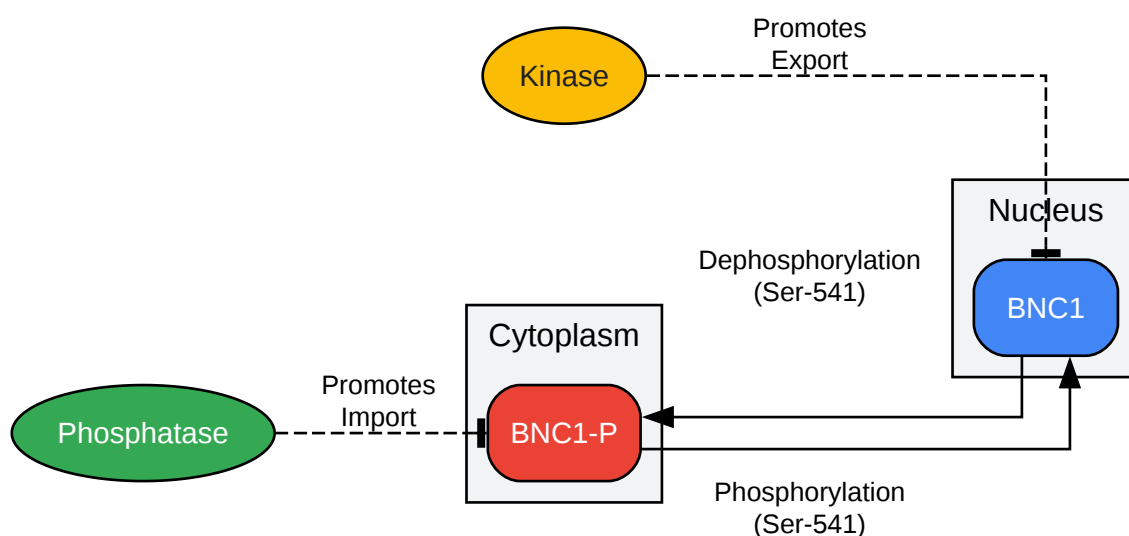 Promotes
Export
Kinase
Nucleus
Dephosphorylation
(Ser-541)
BNC1
Cytoplasm
Promotes
Import
Phosphatase
BNC1-P
Phosphorylation
(Ser-541)